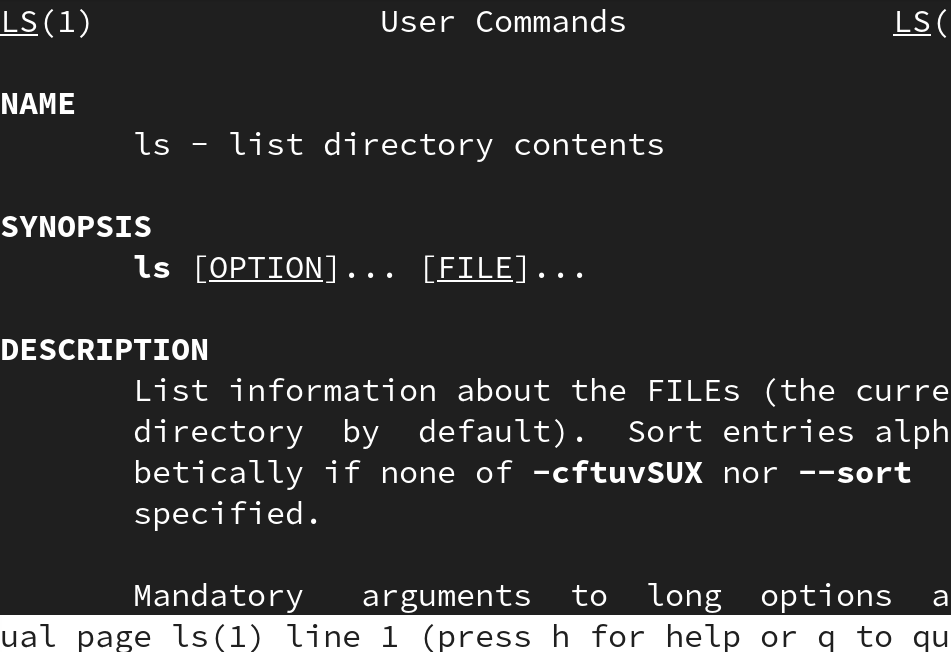 LS(1) User Commands LS(
NAME
ls - list directory contents
SYNOPSIS
ls [OPTION]... [FILE]...
DESCRIPTION
List information about the FILEs (the curre
directory by default). Sort entries alph
betically if none of -cftuvSUX nor --sort
specified.
Mandatory arguments to long options a
ual page ls(1) line 1 (press h for help or q to qu